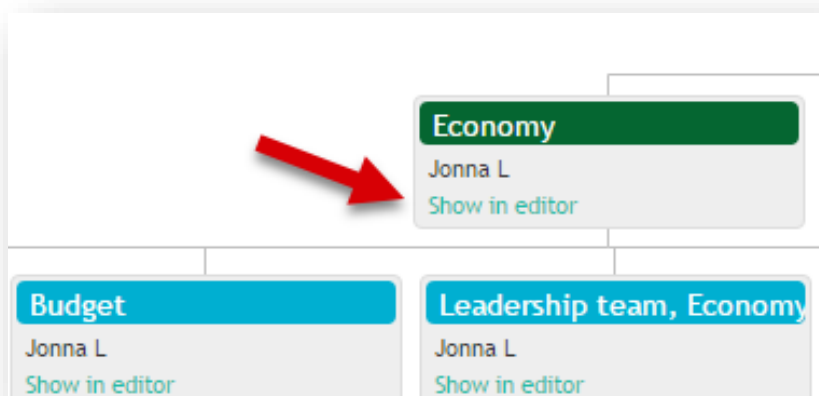 Economy
Jonna L
Show in editor
Budget
Jonna L
Show in editor
Leadership team, Economy
Jonna L
Show in editor